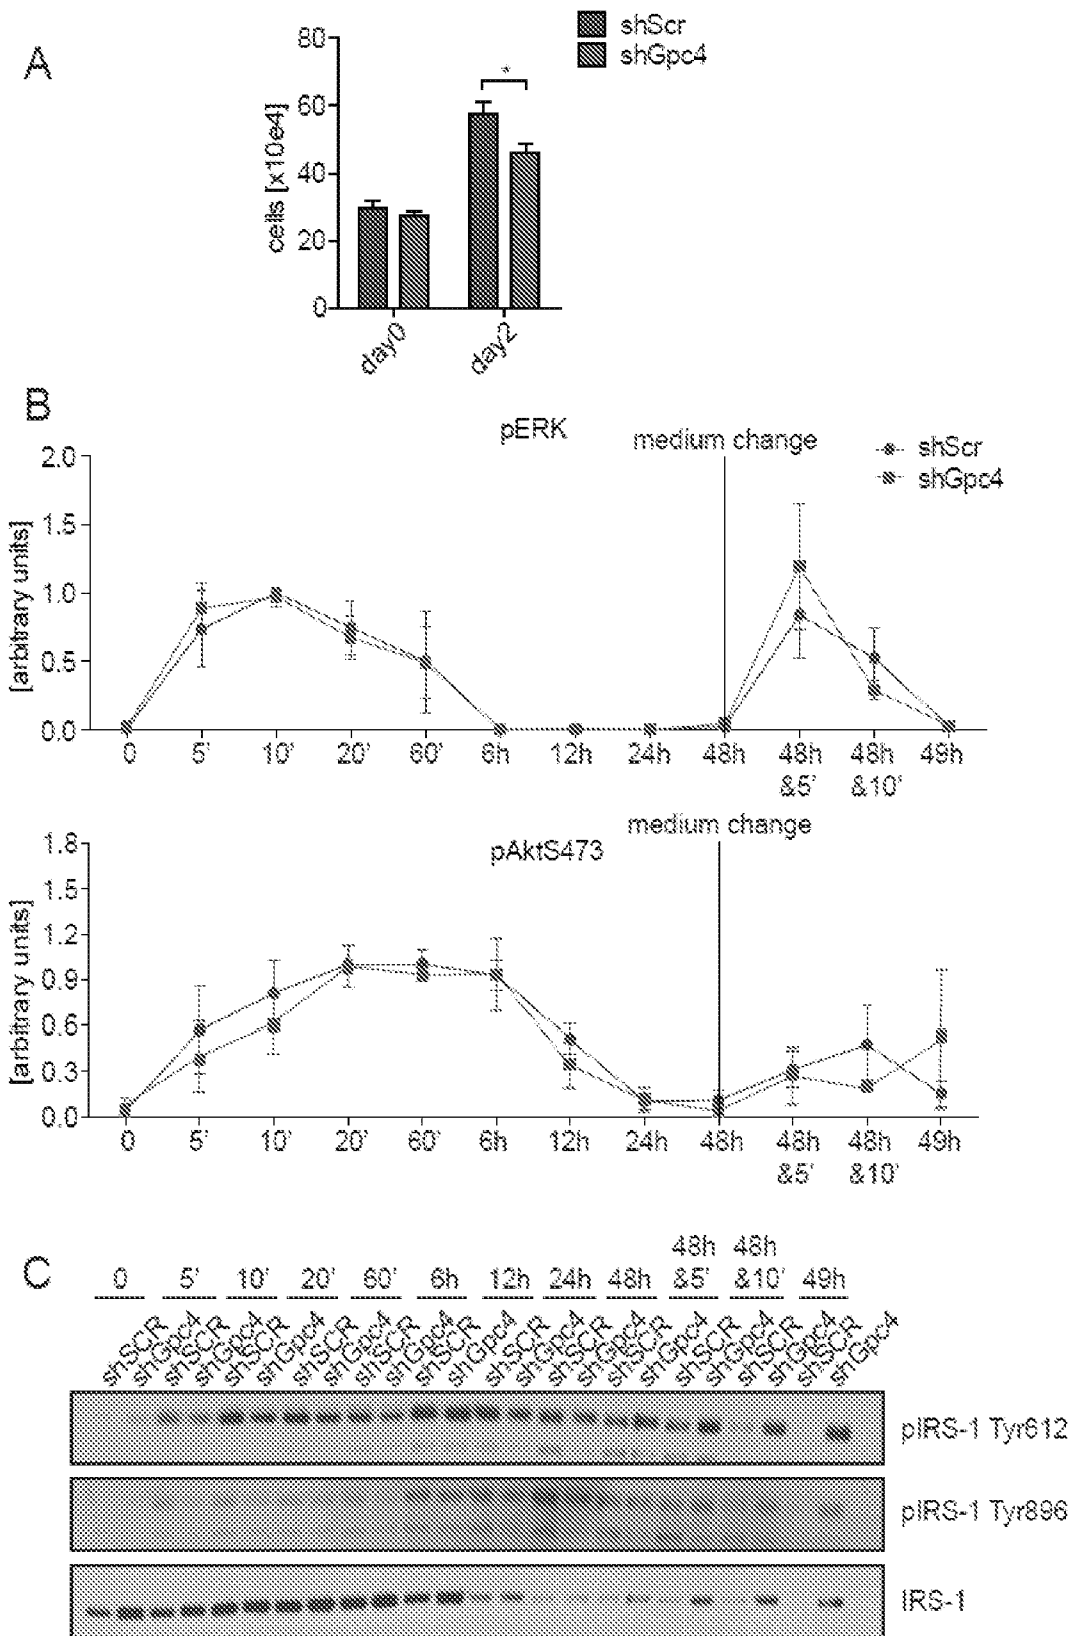 A
shScr
shGpc4
80
60
40
20
0
cells [x10e4]
*
day0
day2
B
pERK
medium change
shScr
shGpc4
2.0
1.5
1.0
0.5
0.0
[arbitrary units]
0 5' 10' 20' 60' 6h 12h 24h 48h 48h 48h 49h
&5' &10'
medium change
pAktS473
1.8
1.5
1.2
0.9
0.6
0.3
0.0
[arbitrary units]
0 5' 10' 20' 60' 6h 12h 24h 48h 48h 48h 49h
&5' &10'
C
48h 48h
0 5' 10' 20' 60' 6h 12h 24h 48h &5' &10' 49h
shSCR shGpc4 shSCR shGpc4 shSCR shGpc4 shSCR shGpc4 shSCR shGpc4 shSCR shGpc4 shSCR shGpc4 shSCR shGpc4 shSCR shGpc4 shSCR shGpc4 shSCR shGpc4 shSCR shGpc4
pIRS-1 Tyr612
pIRS-1 Tyr896
IRS-1